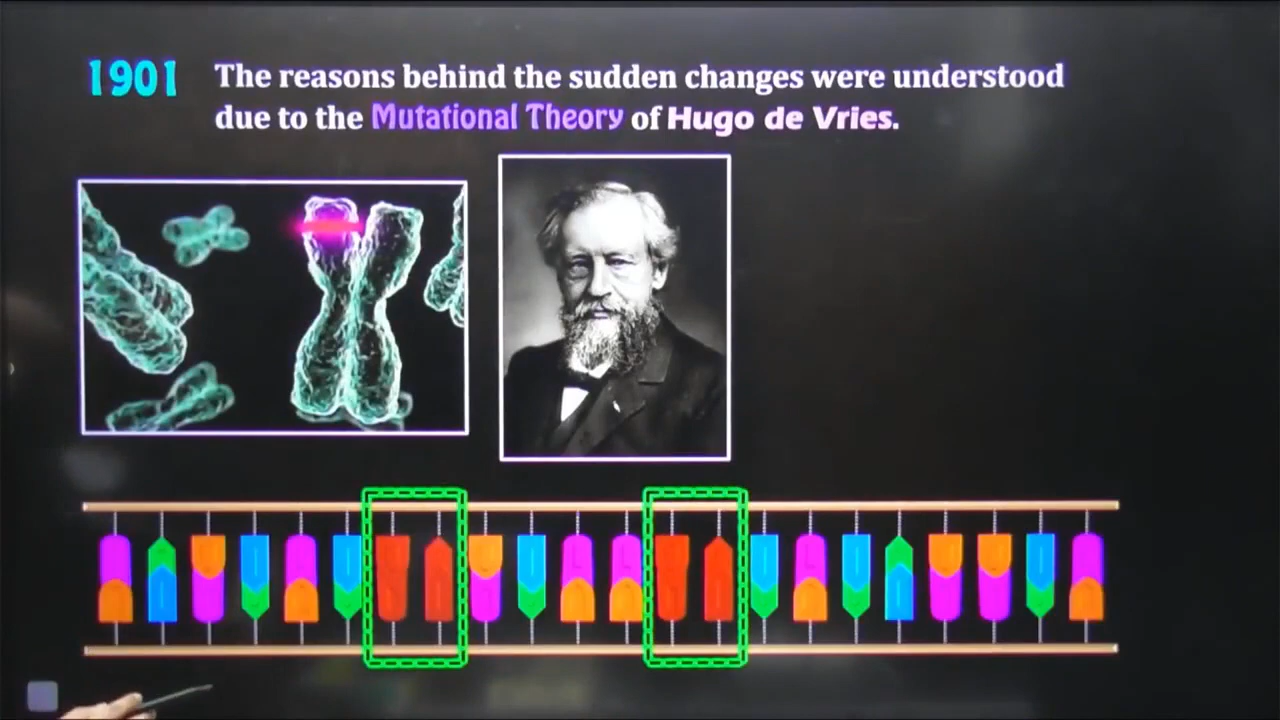 1901 The reasons behind the sudden changes were understood
due to the Mutational Theory of Hugo de Vries.